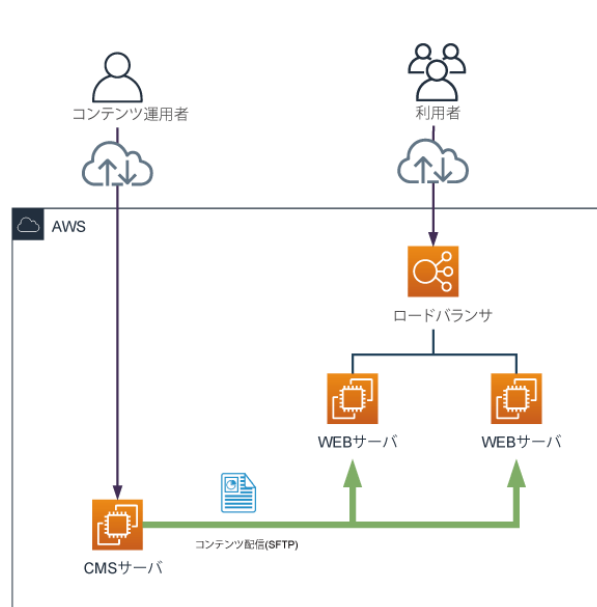 コンテンツ運用者
利用者
AWS
ロードバランサ
WEBサーバ
WEBサーバ
コンテンツ配信(SFTP)
CMSサーバ